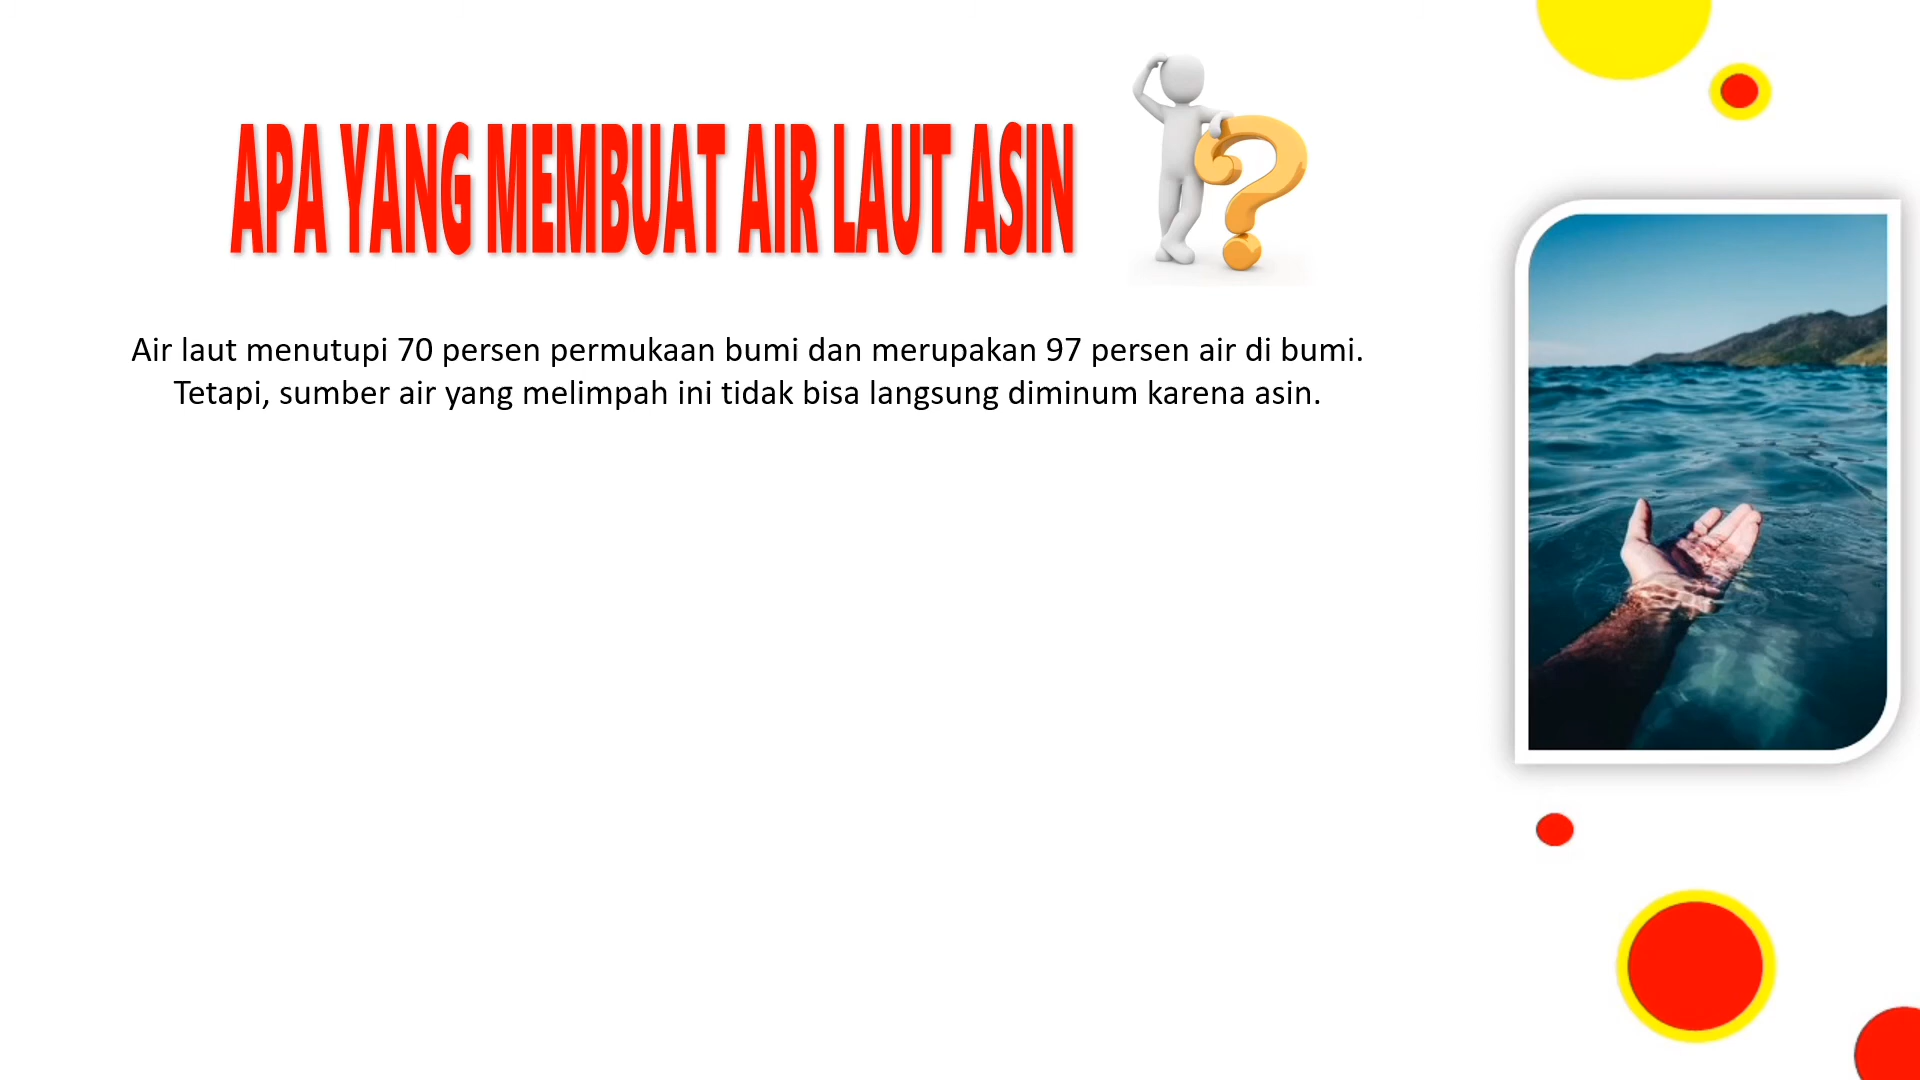 APA YANG MEMBUAT AIR LAUT ASIN
Air laut menutupi 70 persen permukaan bumi dan merupakan 97 persen air di bumi.
Tetapi, sumber air yang melimpah ini tidak bisa langsung diminum karena asin.